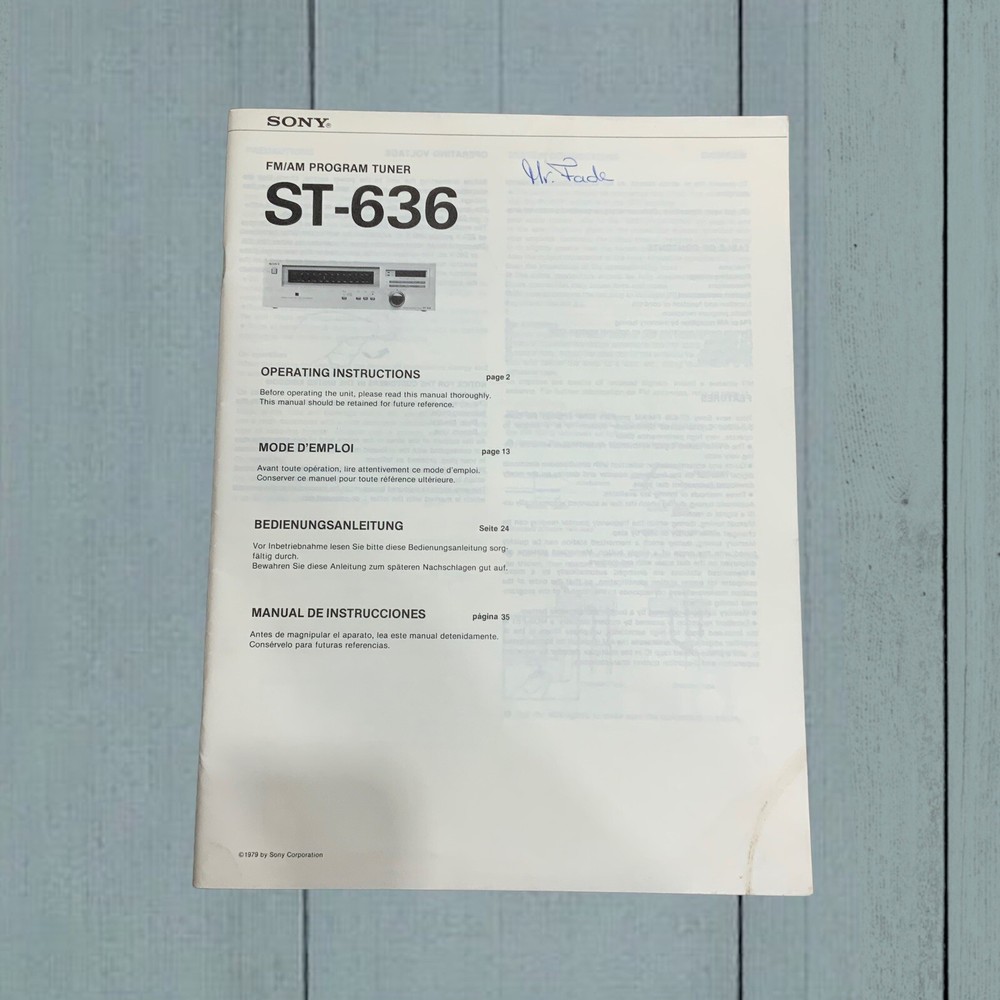 SONY®
FM/AM PROGRAM TUNER
ST-636
Mr. Fade
OPERATING INSTRUCTIONS page 2
Before operating the unit, please read this manual thoroughly.
This manual should be retained for future reference.
MODE D'EMPLOI page 13
Avant toute opération, lire attentivement ce mode d'emploi.
Conserver ce manuel pour toute référence ultérieure.
BEDIENUNGSANLEITUNG Seite 24
Vor Inbetriebnahme lesen Sie bitte diese Bedienungsanleitung sorg-
fältig durch.
Bewahren Sie diese Anleitung zum späteren Nachschlagen gut auf.
MANUAL DE INSTRUCCIONES página 35
Antes de magnipular el aparato, lea este manual detenidamente.
Consérvelo para futuras referencias.
©1979 by Sony Corporation